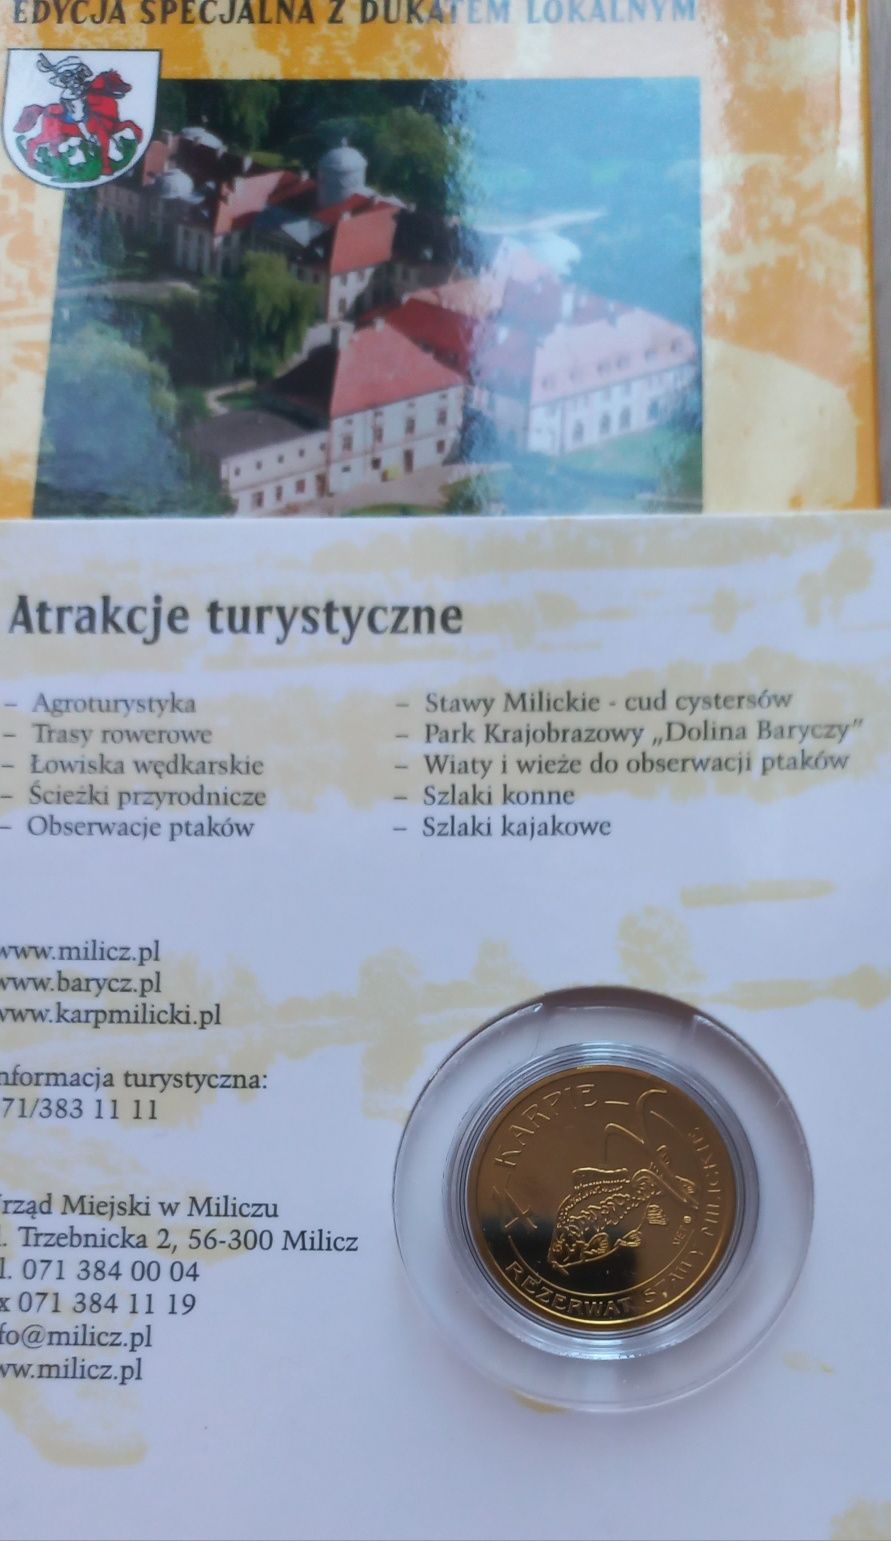 EDYCJA SPECJALNA Z DUKATEM LOKALNYM
Atrakcje turystyczne
– Agroturystyka
– Trasy rowerowe
– Łowiska wędkarskie
– Ścieżki przyrodnicze
– Obserwacje ptaków
– Stawy Milickie - cud cystersów
– Park Krajobrazowy „Dolina Baryczy”
– Wiaty i wieże do obserwacji ptaków
– Szlaki konne
– Szlaki kajakowe
www.milicz.pl
www.barycz.pl
www.karpmilicki.pl
nformacja turystyczna:
71/383 11 11
rząd Miejski w Miliczu
l. Trzebnicka 2, 56-300 Milicz
l. 071 384 00 04
x 071 384 11 19
fo@milicz.pl
ww.milicz.pl
KARPIE
REZERWAT STAWY MILICKIE